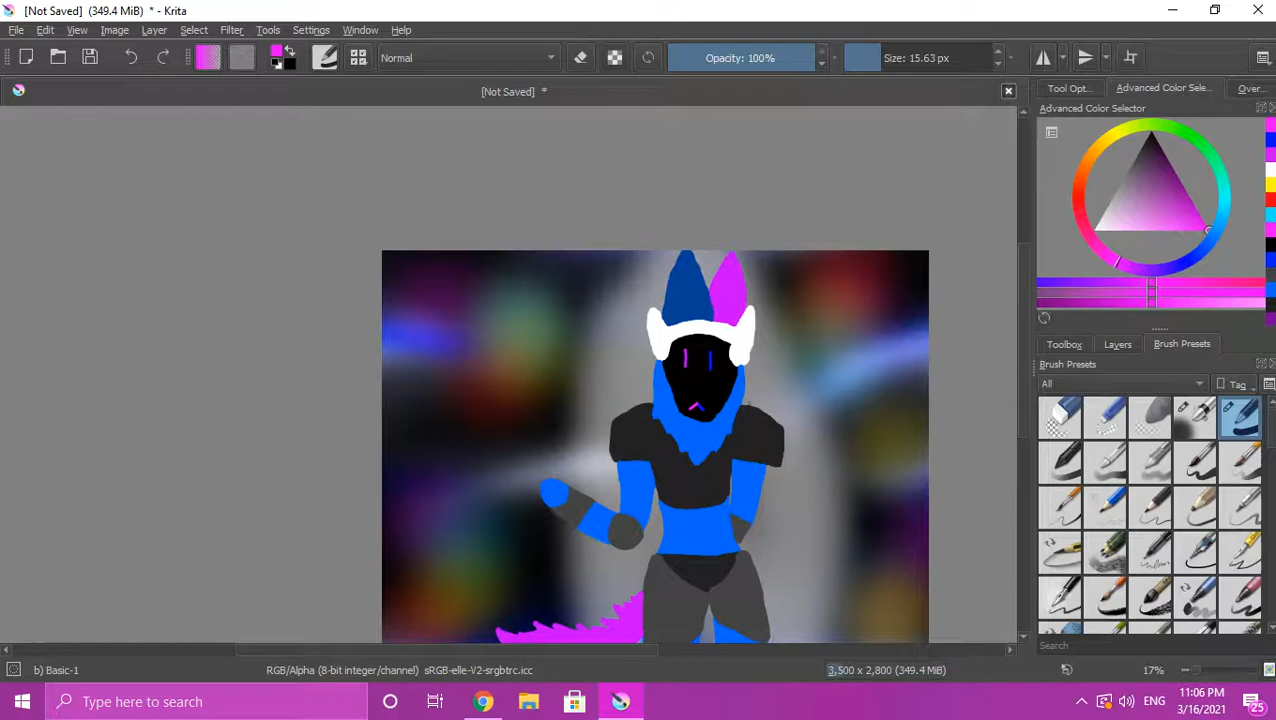 [Not Saved] (349.4 MiB) * - Krita
File Edit View Image Layer Select Filter Tools Settings Window Help
Normal Opacity: 100% Size: 15.63 px
[Not Saved] *
Tool Opt... Advanced Color Sele... Over...
Advanced Color Selector
Toolbox Layers Brush Presets
Brush Presets
All Tag
Search
b) Basic-1 RGB/Alpha (8-bit integer/channel) sRGB-elle-V2-srgbtrc.icc 3,500 x 2,800 (349.4 MiB) 17%
Type here to search ENG 11:06 PM
3/16/2021 25